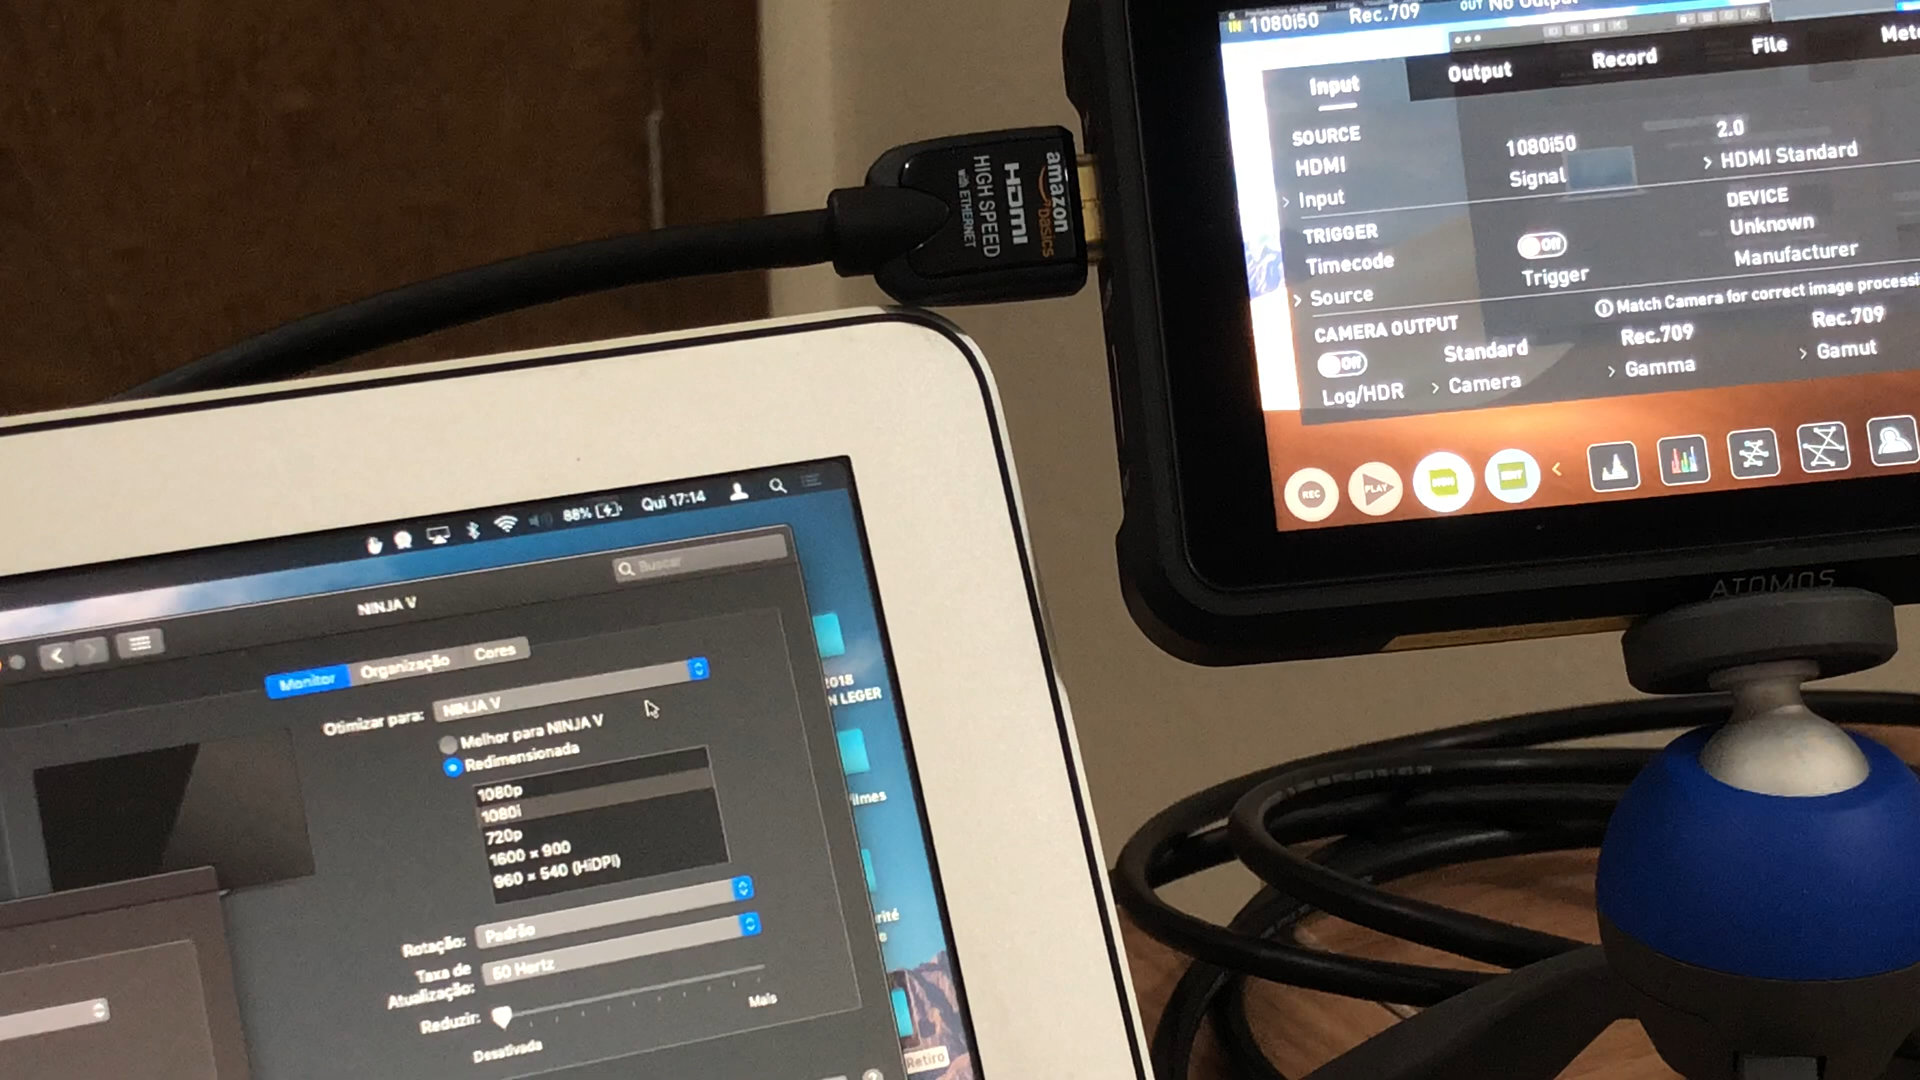 IN 1080i50 Rec.709 OUT No Output
Input Output Record File
SOURCE
HDMI
Input
1080i50
Signal
2.0
HDMI Standard
TRIGGER
Timecode
Source
Off
Trigger
DEVICE
Unknown
Manufacturer
Match Camera for correct image
CAMERA OUTPUT
Off
Log/HDR
Standard
Camera
Rec.709
Gamma
Rec.709
Gamut
REC
PLAY
ATOMOS
amazon
basics
HDMI
HIGH SPEED
with ETHERNET
88% Qui 17:14
NINJA V
Buscar
Monitor Organização Cores
Otimizar para: NINJA V
Melhor para NINJA V
Redimensionada
1080p
1080i
720p
1600 × 900
960 × 540 (HiDPI)
Rotação: Padrão
Taxa de
Atualização:
50 Hertz
Reduzir:
Desativada
Mais
2018
N LEGER
Retiro